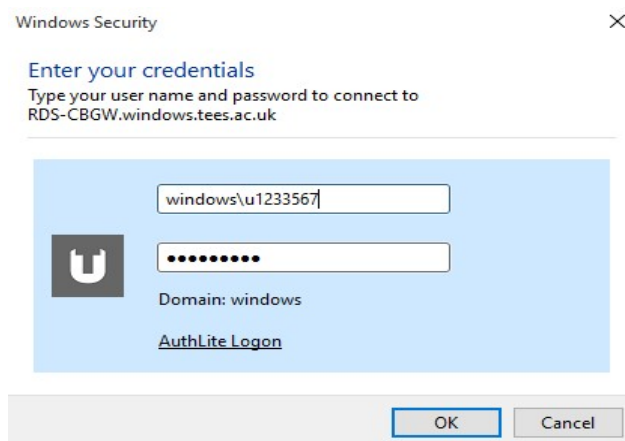 Windows Security
Enter your credentials
Type your user name and password to connect to
RDS-CBGW.windows.tees.ac.uk
windows\u1233567
●●●●●●●●●
Domain: windows
AuthLite Logon
OK Cancel